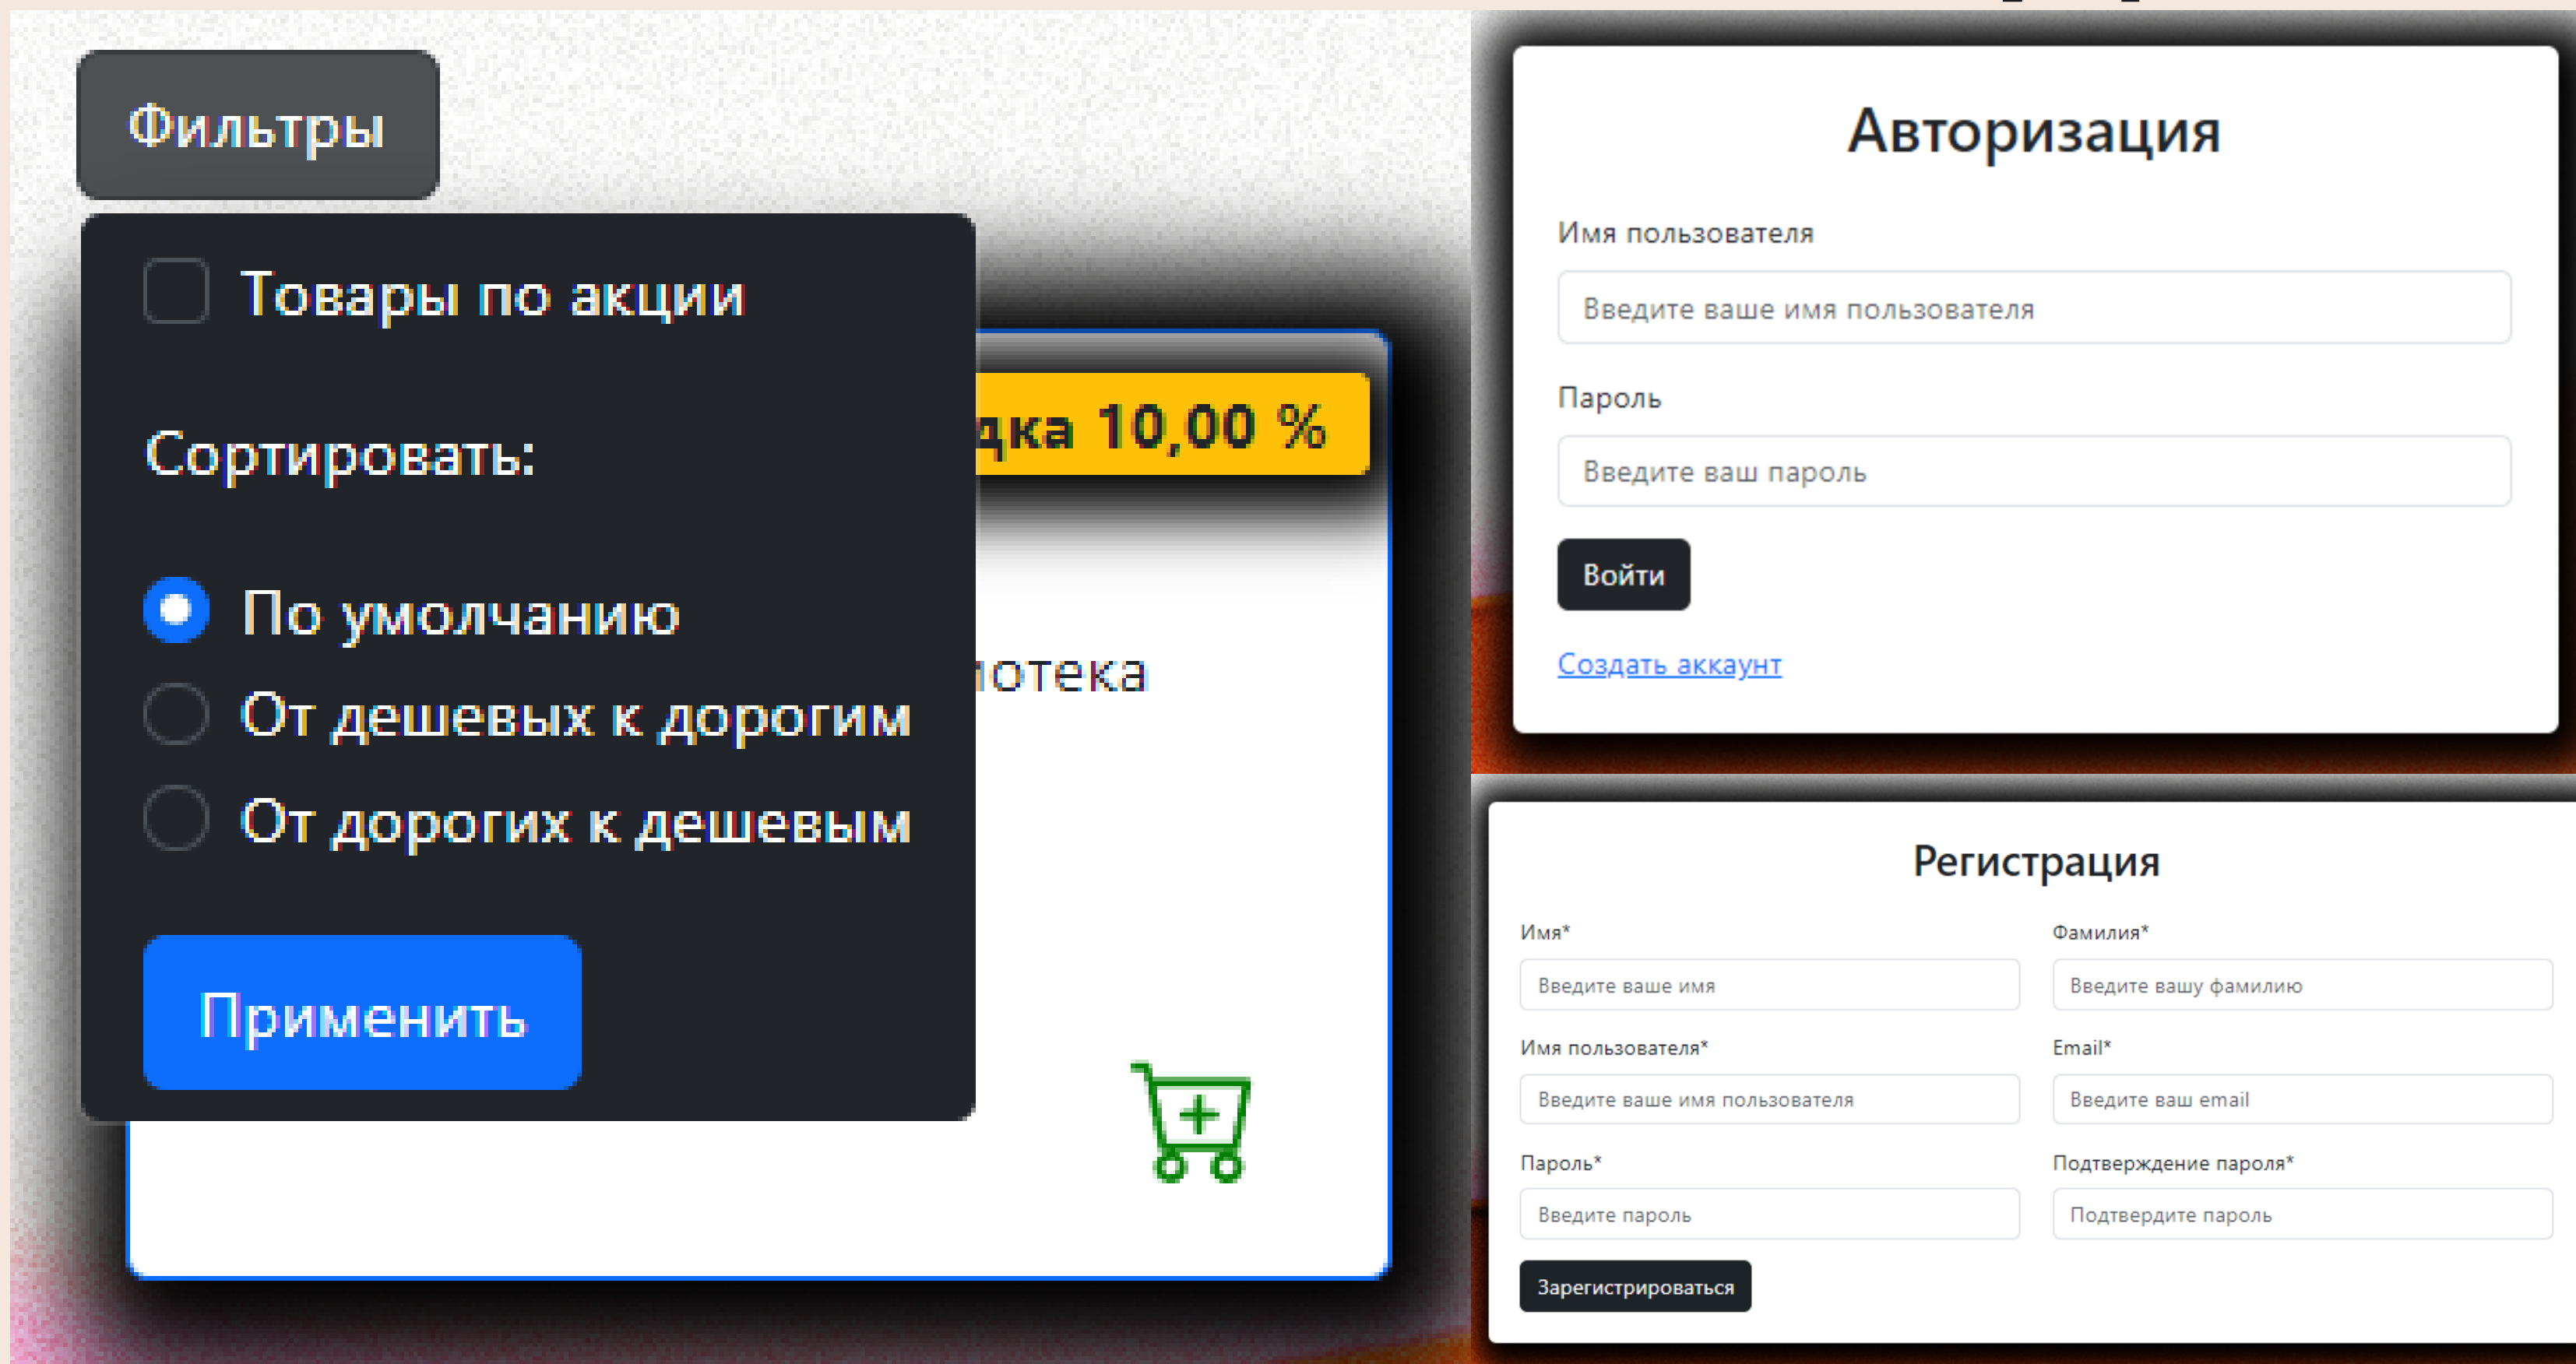 Фильтры
Товары по акции
Сортировать:
По умолчанию
От дешевых к дорогим
От дорогих к дешевым
Применить
10,00 %
Авторизация
Имя пользователя
Введите ваше имя пользователя
Пароль
Введите ваш пароль
Войти
Создать аккаунт
Регистрация
Имя*
Фамилия*
Введите ваше имя
Введите вашу фамилию
Имя пользователя*
Email*
Введите ваше имя пользователя
Введите ваш email
Пароль*
Подтверждение пароля*
Введите пароль
Подтвердите пароль
Зарегистрироваться